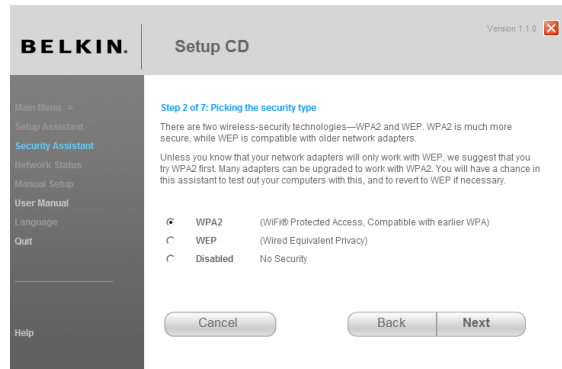 Version 1.1.0
BELKIN.
Setup CD
Main Menu >
Setup Assistant
Security Assistant
Network Status
Manual Setup
User Manual
Language
Quit
Help
Step 2 of 7: Picking the security type
There are two wireless-security technologies—WPA2 and WEP. WPA2 is much more
secure, while WEP is compatible with older network adapters.
Unless you know that your network adapters will only work with WEP, we suggest that you
try WPA2 first. Many adapters can be upgraded to work with WPA2. You will have a chance in
this assistant to test out your computers with this, and to revert to WEP if necessary.
WPA2 (WiFi® Protected Access, Compatible with earlier WPA)
WEP (Wired Equivalent Privacy)
Disabled No Security
Cancel Back Next